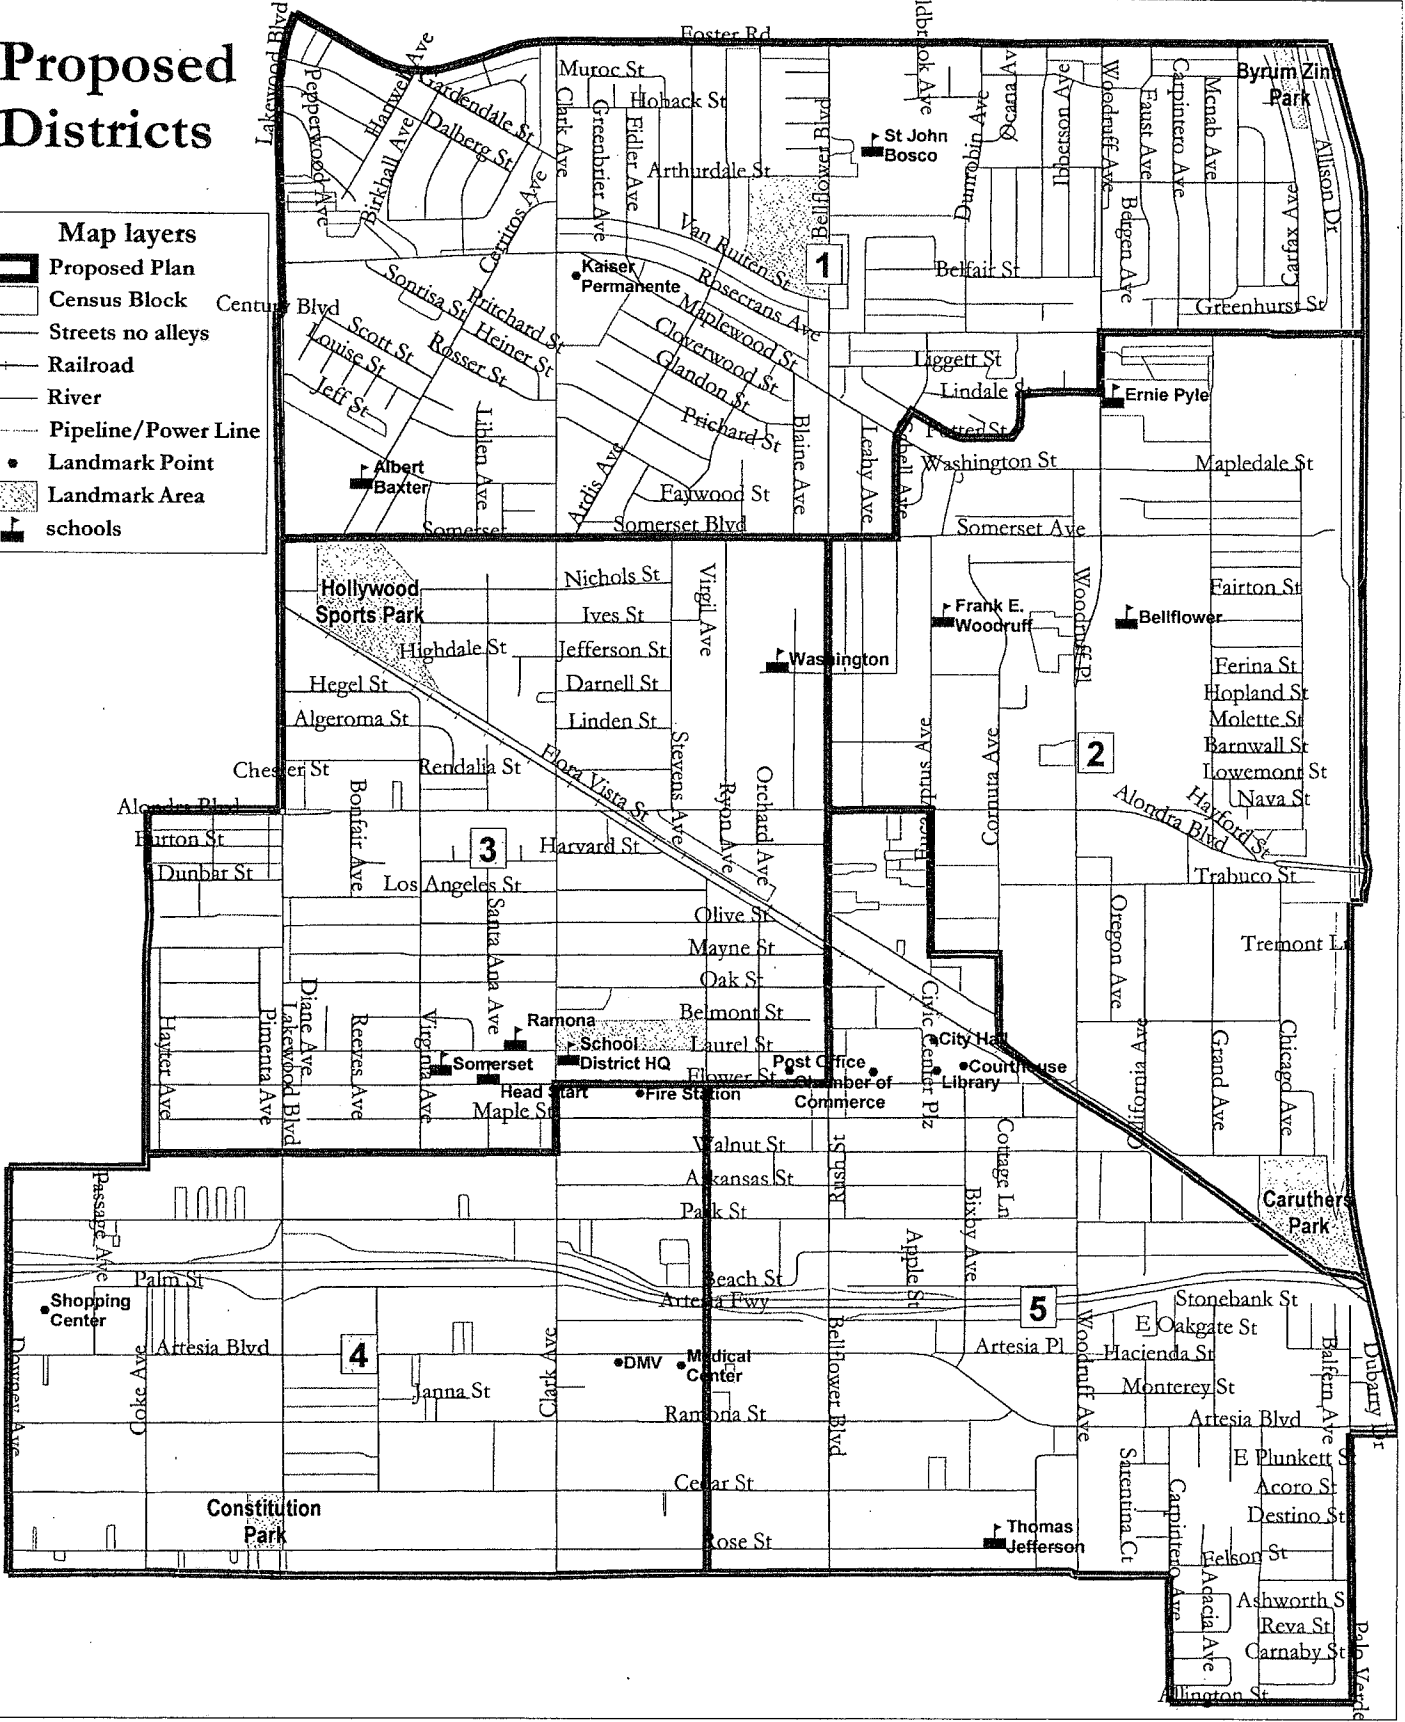 Proposed
Districts
Map layers
Proposed Plan
Census Block
Streets no alleys
Railroad
River
Pipeline/Power Line
Landmark Point
Landmark Area
schools
Lakewood Blvd
Pepperwood Ave
Hanwell Ave
Birkhall Ave
Gardendale St
Dalberg St
Cerritos Ave
Foster Rd
Muroc St
Hoback St
Clark Ave
Greenbrier Ave
Fidler Ave
Arthurdale St
Bellflower Blvd
St John
Bosco
Dunrobin Ave
Ocana Av
Ibbetson Ave
Woodruff Ave
Faust Ave
Bergen Ave
Carpintero Ave
Mcnab Ave
Byrum Zinn
Park
Allison Dr
Carfax Ave
Van Ruiten St
Rosecrans Ave
1
Belfair St
Greenhurst St
Kaiser
Permanente
Century Blvd
Sonrisa St
Pritchard St
Heiner St
Rosser St
Scott St
Louise St
Jeff St
Maplewood St
Cloverwood St
Glandon St
Prichard St
Liggett St
Lindale St
Potter St
Ernie Pyle
Washington St
Mapledale St
Liblen Ave
Ardis Ave
Blaine Ave
Leahy Ave
Albert
Baxter
Faywood St
Somerset
Somerset Blvd
Somerset Ave
Hollywood
Sports Park
Nichols St
Ives St
Virgil Ave
Highdale St
Jefferson St
Hegel St
Darnell St
Algeroma St
Linden St
Washington
Frank E.
Woodruff
Bellflower
Woodruff Pl
Fairton St
Ferina St
Hopland St
Molette St
Barnwall St
Lowemont St
Nava St
2
Chester St
Rendalia St
Flora Vista St
Stevens Ave
Ryon Ave
Orchard Ave
Corunna Ave
Alondra Blvd
Hayford St
Alondra Blvd
Burton St
Dunbar St
Bonfair Ave
3
Harvard St
Los Angeles St
Trabuco St
Santa Ana Ave
Olive St
Mayne St
Oak St
Belmont St
Laurel St
Flower St
Oregon Ave
Tremont Ln
Hayter Ave
Pimenta Ave
Lakewood Blvd
Diane Ave
Reeves Ave
Virginia Ave
Ramona
Somerset
Head Start
School
District HQ
Fire Station
Post Office
Chamber of
Commerce
Civic Center Plz
City Hall
Courthouse
Library
California Ave
Grand Ave
Chicago Ave
Maple St
Walnut St
Arkansas St
Park St
Rush St
Cottage Ln
Caruthers
Park
Passage Ave
Palm St
Beach St
Artesia Fwy
Apple St
Bixby Ave
5
Stonebank St
Shopping
Center
E Oakgate St
Downey Ave
Coke Ave
Artesia Blvd
4
Clark Ave
DMV
Medical
Center
Bellflower Blvd
Artesia Pl
Woodruff Ave
Hacienda St
Balfern Ave
Dubarry Dr
Janna St
Monterey St
Ramona St
Artesia Blvd
Cedar St
Sarentina Ct
Carpintero Ave
E Plunkett S
Acoro St
Destino St
Constitution
Park
Rose St
Thomas
Jefferson
Felson St
Acacia Ave
Ashworth S
Reva St
Carnaby St
Palo Verde
Allington St